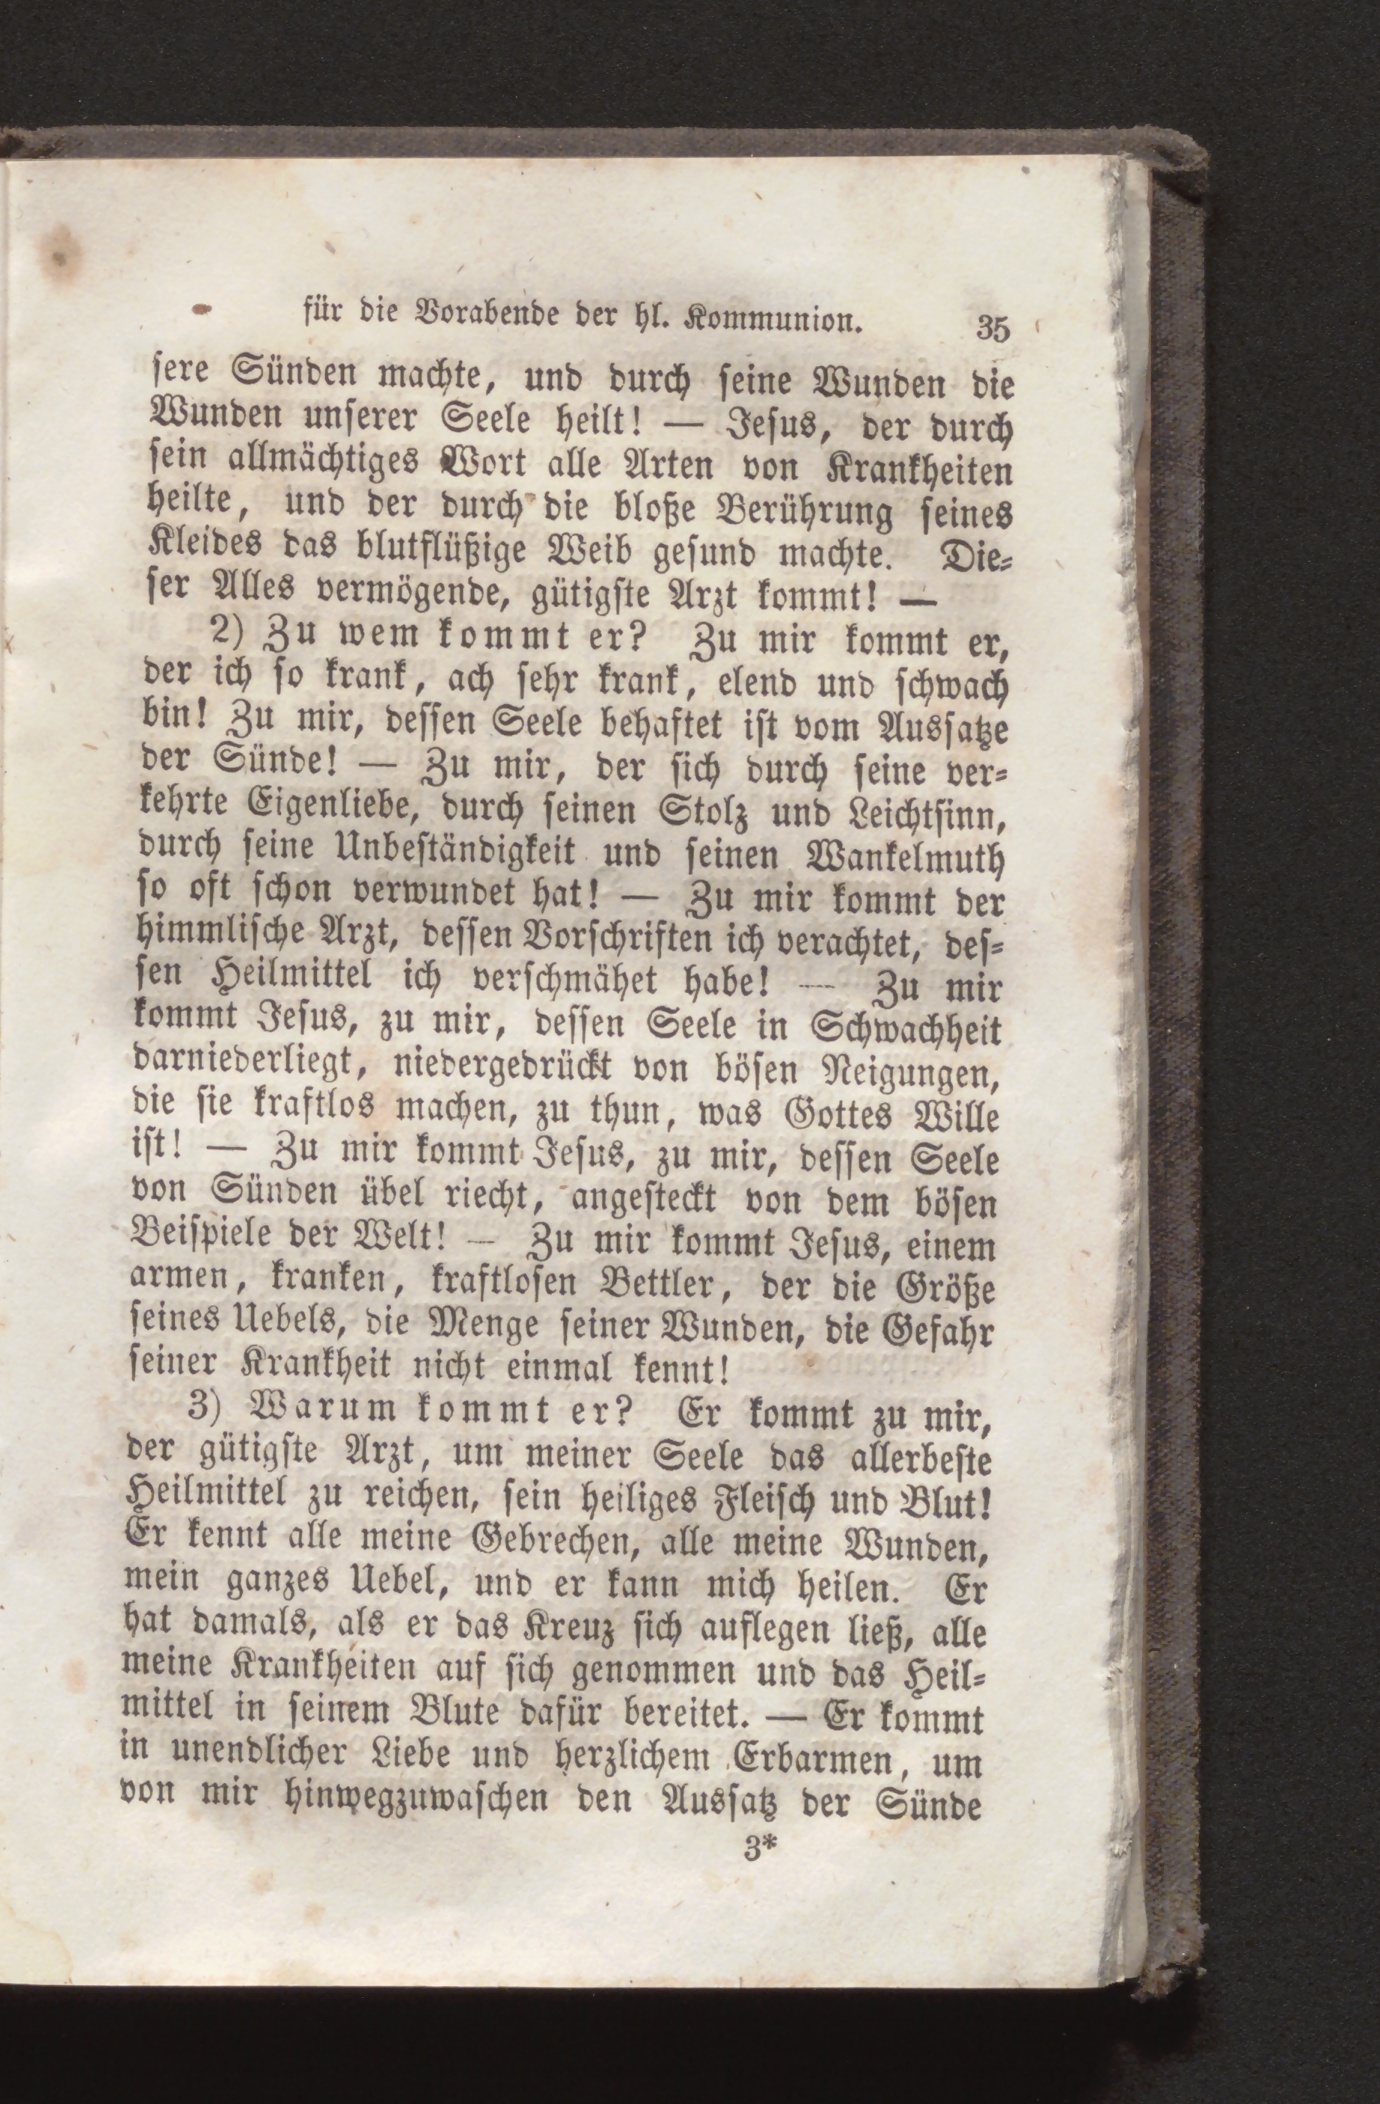 für die Vorabende der hl. Kommunion. 35
sere Sünden machte, und durch seine Wunden die
Wunden unserer Seele heilt! — Jesus, der durch
sein allmächtiges Wort alle Arten von Krankheiten
heilte, und der durch die bloße Berührung seines
Kleides das blutflüßige Weib gesund machte. Die-
ser Alles vermögende, gütigste Arzt kommt! —
2) Zu wem kommt er? Zu mir kommt er,
der ich so krank, ach sehr krank, elend und schwach
bin! Zu mir, dessen Seele behaftet ist vom Aussatze
der Sünde! — Zu mir, der sich durch seine ver-
kehrte Eigenliebe, durch seinen Stolz und Leichtsinn,
durch seine Unbeständigkeit und seinen Wankelmuth
so oft schon verwundet hat! — Zu mir kommt der
himmlische Arzt, dessen Vorschriften ich verachtet, des-
sen Heilmittel ich verschmähet habe! — Zu mir
kommt Jesus, zu mir, dessen Seele in Schwachheit
darniederliegt, niedergedrückt von bösen Neigungen,
die sie kraftlos machen, zu thun, was Gottes Wille
ist! — Zu mir kommt Jesus, zu mir, dessen Seele
von Sünden übel riecht, angesteckt von dem bösen
Beispiele der Welt! — Zu mir kommt Jesus, einem
armen, kranken, kraftlosen Bettler, der die Größe
seines Uebels, die Menge seiner Wunden, die Gefahr
seiner Krankheit nicht einmal kennt!
3) Warum kommt er? Er kommt zu mir,
der gütigste Arzt, um meiner Seele das allerbeste
Heilmittel zu reichen, sein heiliges Fleisch und Blut!
Er kennt alle meine Gebrechen, alle meine Wunden,
mein ganzes Uebel, und er kann mich heilen. Er
hat damals, als er das Kreuz sich auflegen ließ, alle
meine Krankheiten auf sich genommen und das Heil-
mittel in seinem Blute dafür bereitet. — Er kommt
in unendlicher Liebe und herzlichem Erbarmen, um
von mir hinwegzuwaschen den Aussatz der Sünde
3*